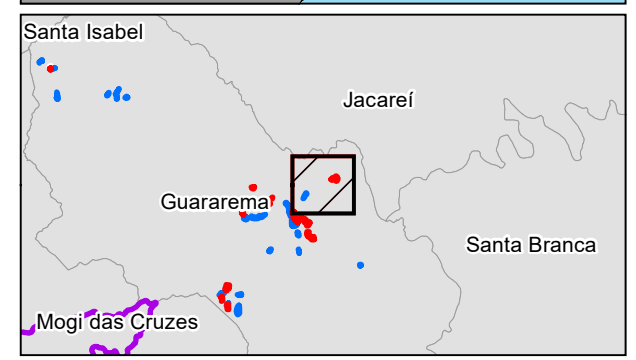 Santa Isabel
Jacareí
Guararema
Santa Branca
Mogi das Cruzes